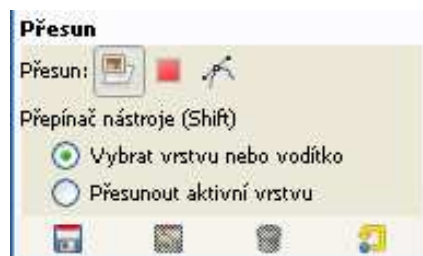 Přesun
Přesun:
Přepínač nástroje (Shift)
Vybrat vrstvu nebo vodítko
Přesunout aktivní vrstvu